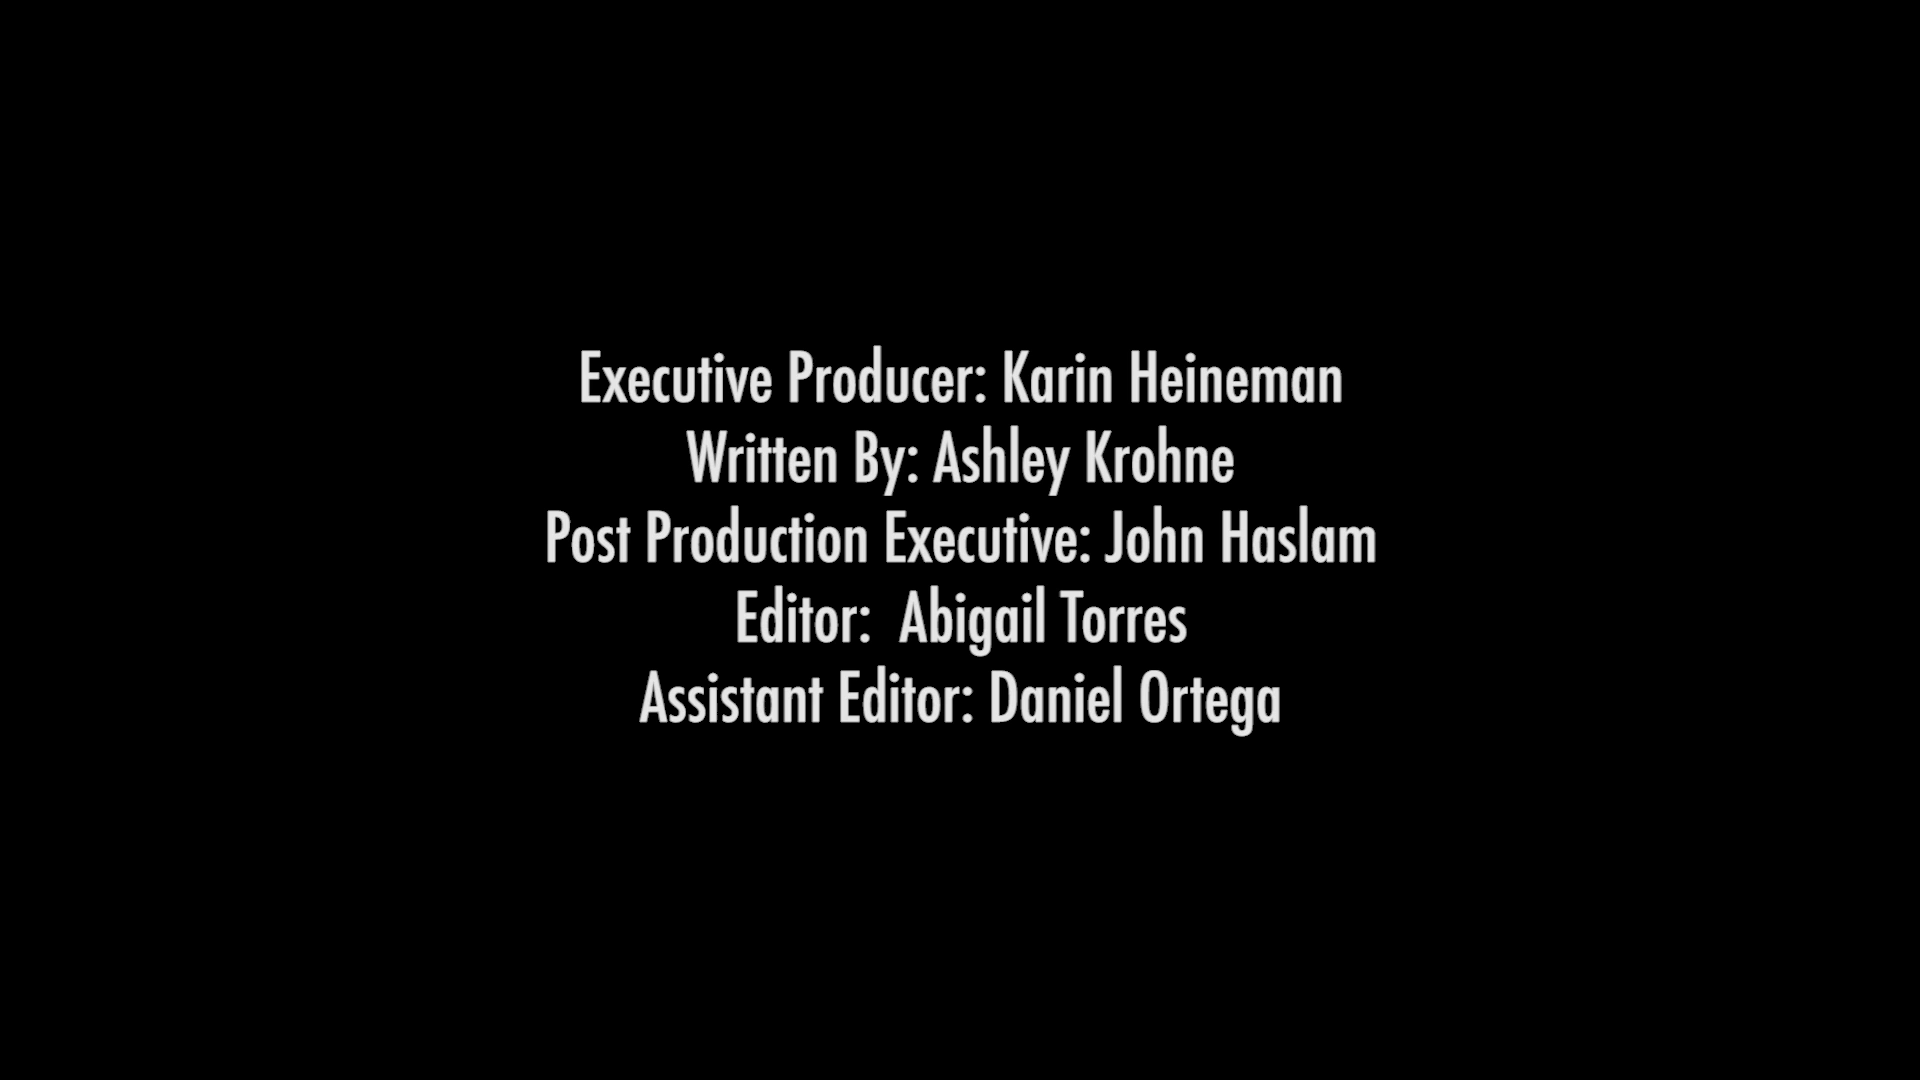 Executive Producer: Karin Heineman
Written By: Ashley Krohne
Post Production Executive: John Haslam
Editor:  Abigail Torres
Assistant Editor: Daniel Ortega